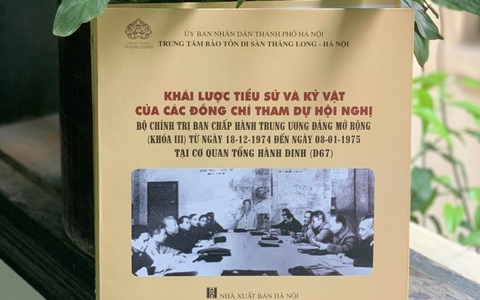 ỦY BAN NHÂN DÂN THÀNH PHỐ HÀ NỘI
TRUNG TÂM BẢO TỒN DI SẢN THĂNG LONG - HÀ NỘI
KHÁI LƯỢC TIỂU SỬ VÀ KỶ VẬT
CỦA CÁC ĐỒNG CHÍ THAM DỰ HỘI NGHỊ
BỘ CHÍNH TRỊ BAN CHẤP HÀNH TRUNG ƯƠNG ĐẢNG MỞ RỘNG
(KHÓA III) TỪ NGÀY 18-12-1974 ĐẾN NGÀY 08-01-1975
TẠI CƠ QUAN TỔNG HÀNH DINH (D67)
NHÀ XUẤT BẢN HÀ NỘI